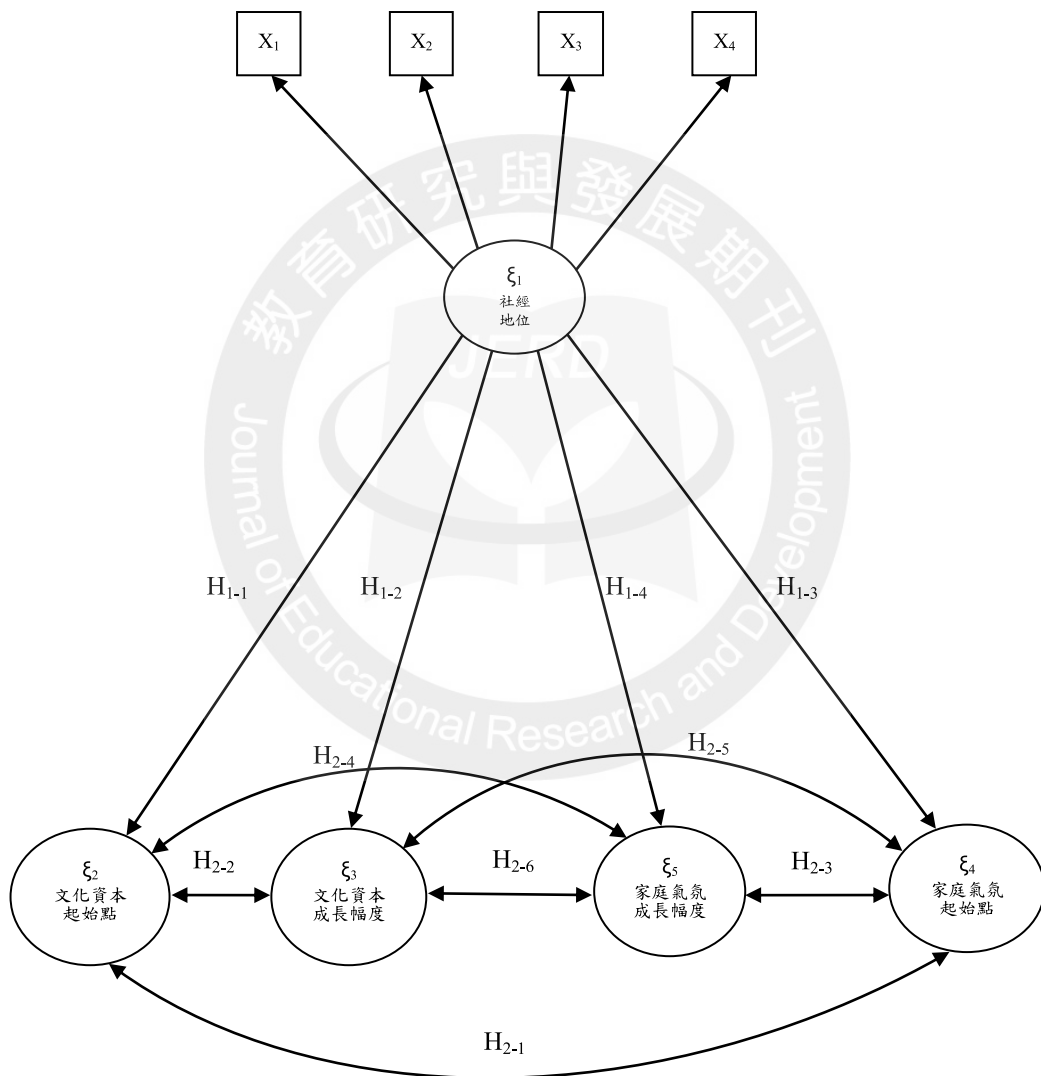 X₁
X₂
X₃
X₄
教育研究與發展期刊
JERD
Journal of Educational Research and Development
ξ₁
社經
地位
H₁₋₁
H₁₋₂
H₁₋₄
H₁₋₃
H₂₋₄
H₂₋₅
ξ₂
文化資本
起始點
H₂₋₂
ξ₃
文化資本
成長幅度
H₂₋₆
ξ₅
家庭氣氛
成長幅度
H₂₋₃
ξ₄
家庭氣氛
起始點
H₂₋₁